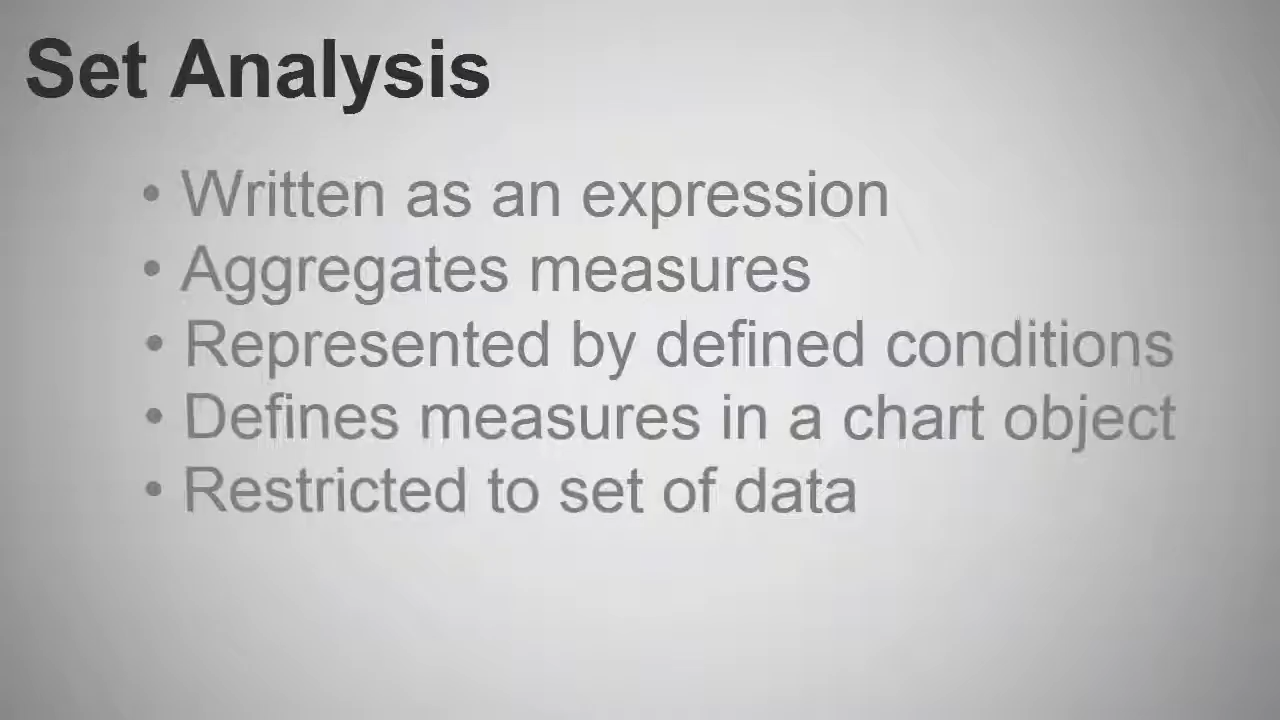 Set Analysis
• Written as an expression
• Aggregates measures
• Represented by defined conditions
• Defines measures in a chart object
• Restricted to set of data